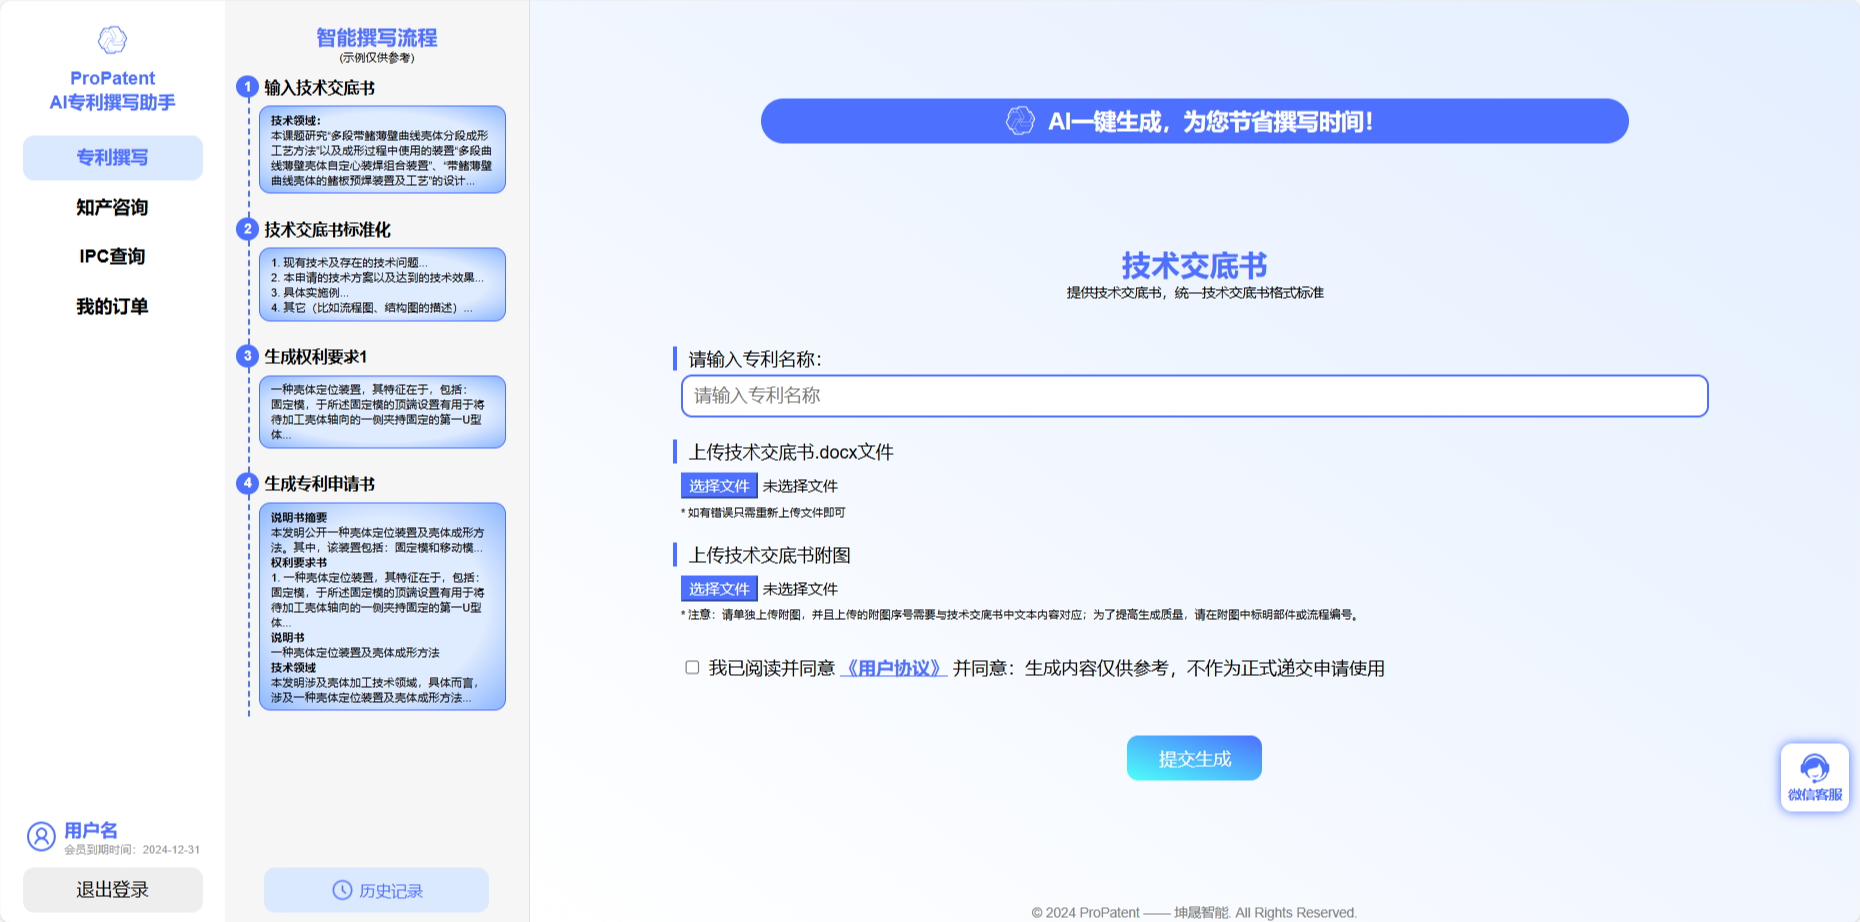 ProPatent
AI专利撰写助手
专利撰写
知产咨询
IPC查询
我的订单
用户名
会员到期时间：2024-12-31
退出登录
智能撰写流程
(示例仅供参考)
1 输入技术交底书
技术领域：
本课题研究“多段带鳍薄壁曲线壳体分段成形
工艺方法”以及成形过程中使用的装置“多段曲
线薄壁壳体自定心装焊组合装置”、“带鳍薄壁
曲线壳体的鳍板预焊装置及工艺”的设计...
2 技术交底书标准化
1. 现有技术及存在的技术问题...
2. 本申请的技术方案以及达到的技术效果...
3. 具体实施例...
4. 其它（比如流程图、结构图的描述）...
3 生成权利要求1
一种壳体定位装置，其特征在于，包括：
固定模，于所述固定模的顶端设置有用于将
待加工壳体轴向的一侧夹持固定的第一U型
体...
4 生成专利申请书
说明书摘要
本发明公开一种壳体定位装置及壳体成形方
法。其中，该装置包括：固定模和移动模...
权利要求书
1. 一种壳体定位装置，其特征在于，包括：
固定模，于所述固定模的顶端设置有用于将
待加工壳体轴向的一侧夹持固定的第一U型
体...
说明书
一种壳体定位装置及壳体成形方法
技术领域
本发明涉及壳体加工技术领域，具体而言，
涉及一种壳体定位装置及壳体成形方法...
历史记录
AI一键生成，为您节省撰写时间！
技术交底书
提供技术交底书，统一技术交底书格式标准
请输入专利名称：
请输入专利名称
上传技术交底书.docx文件
选择文件 未选择文件
* 如有错误只需重新上传文件即可
上传技术交底书附图
选择文件 未选择文件
* 注意：请单独上传附图，并且上传的附图序号需要与技术交底书中文本内容对应；为了提高生成质量，请在附图中标明部件或流程编号。
我已阅读并同意 《用户协议》 并同意：生成内容仅供参考，不作为正式递交申请使用
提交生成
微信客服
© 2024 ProPatent —— 坤晟智能. All Rights Reserved.